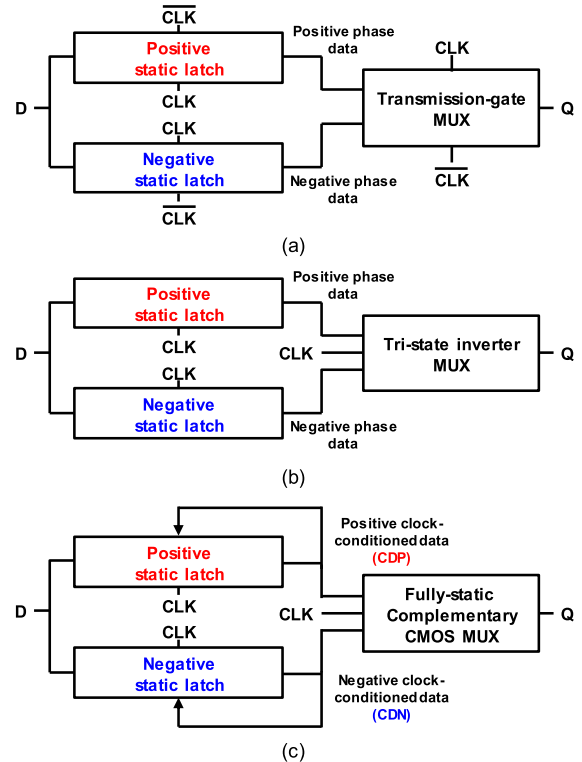 C̅L̅K̅
Positive
static latch
Positive phase
data
CLK
CLK
D
CLK
Transmission-gate
MUX
Q
Negative
static latch
Negative phase
data
C̅L̅K̅
C̅L̅K̅
(a)
Positive
static latch
Positive phase
data
CLK
D
CLK
CLK
Tri-state inverter
MUX
Q
Negative
static latch
Negative phase
data
(b)
Positive clock-
conditioned data
(CDP)
Positive
static latch
CLK
D
CLK
CLK
Fully-static
Complementary
CMOS MUX
Q
Negative
static latch
Negative clock-
conditioned data
(CDN)
(c)